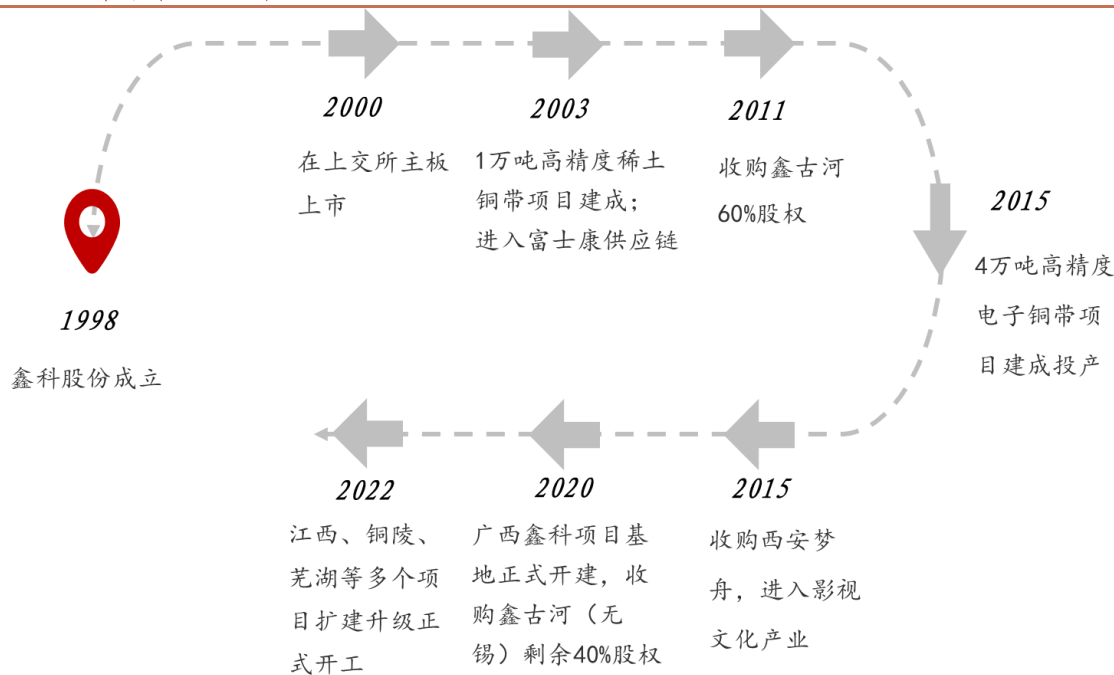 1998
鑫科股份成立
2000
在上交所主板
上市
2003
1万吨高精度稀土
铜带项目建成；
进入富士康供应链
2011
收购鑫古河
60%股权
2015
4万吨高精度
电子铜带项
目建成投产
2015
收购西安梦
舟，进入影视
文化产业
2020
广西鑫科项目基
地正式开建，收
购鑫古河（无
锡）剩余40%股权
2022
江西、铜陵、
芜湖等多个项
目扩建升级正
式开工